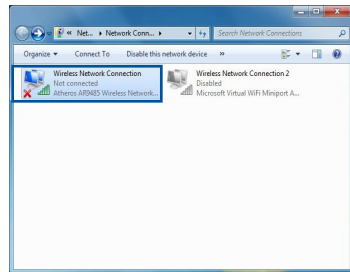 « Net... ▸ Network Conn... ▸
Search Network Connections
Organize ▾ Connect To Disable this network device »
Wireless Network Connection
Not connected
Atheros AR9485 Wireless Network...
Wireless Network Connection 2
Disabled
Microsoft Virtual WiFi Miniport A...